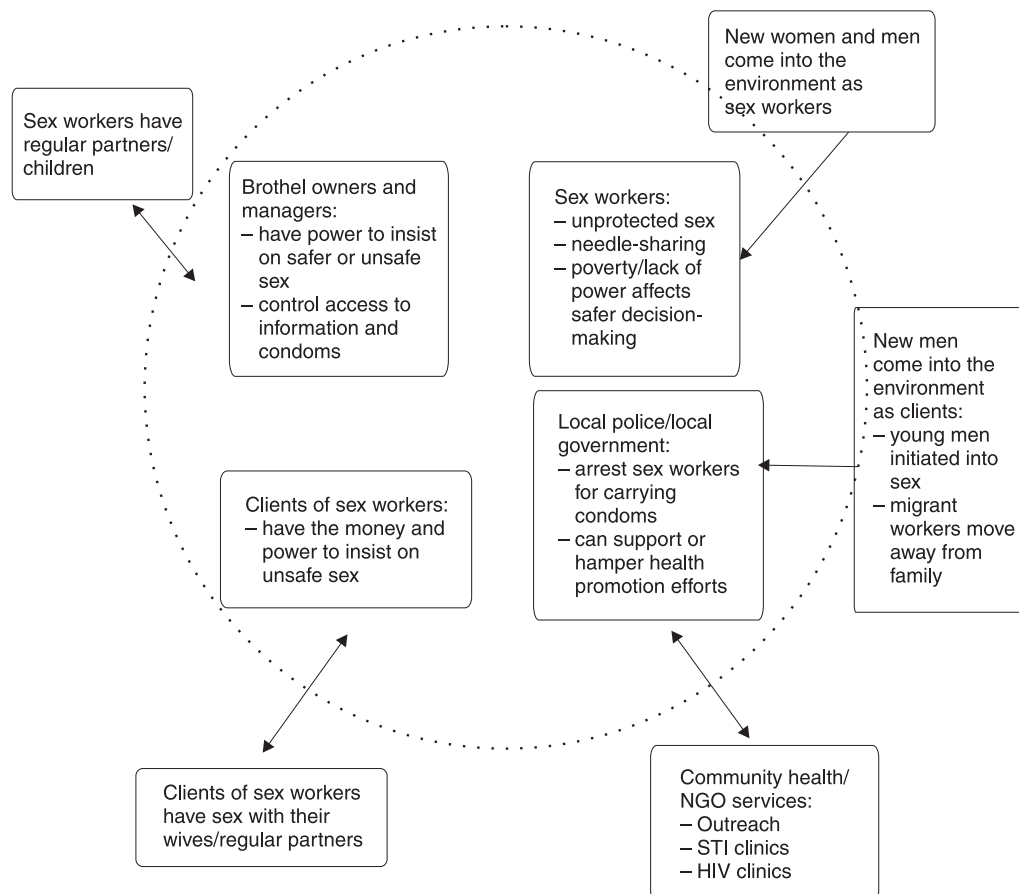 New women and men
come into the
environment as
sex workers
Sex workers have
regular partners/
children
Brothel owners and
managers:
– have power to insist
on safer or unsafe
sex
– control access to
information and
condoms
Sex workers:
– unprotected sex
– needle-sharing
– poverty/lack of
power affects
safer decision-
making
New men
come into the
environment
as clients:
– young men
initiated into
sex
– migrant
workers move
away from
family
Local police/local
government:
– arrest sex workers
for carrying
condoms
– can support or
hamper health
promotion efforts
Clients of sex workers:
– have the money and
power to insist on
unsafe sex
Clients of sex workers
have sex with their
wives/regular partners
Community health/
NGO services:
– Outreach
– STI clinics
– HIV clinics